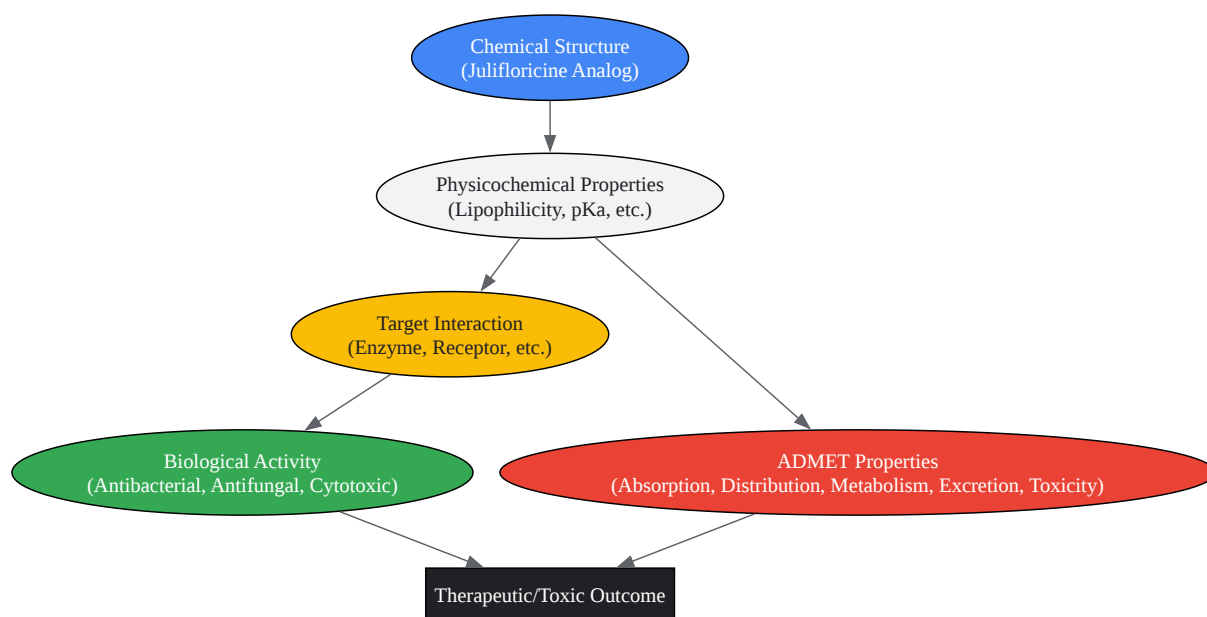 Chemical Structure
(Julifloricine Analog)
Physicochemical Properties
(Lipophilicity, pKa, etc.)
Target Interaction
(Enzyme, Receptor, etc.)
Biological Activity
(Antibacterial, Antifungal, Cytotoxic)
ADMET Properties
(Absorption, Distribution, Metabolism, Excretion, Toxicity)
Therapeutic/Toxic Outcome